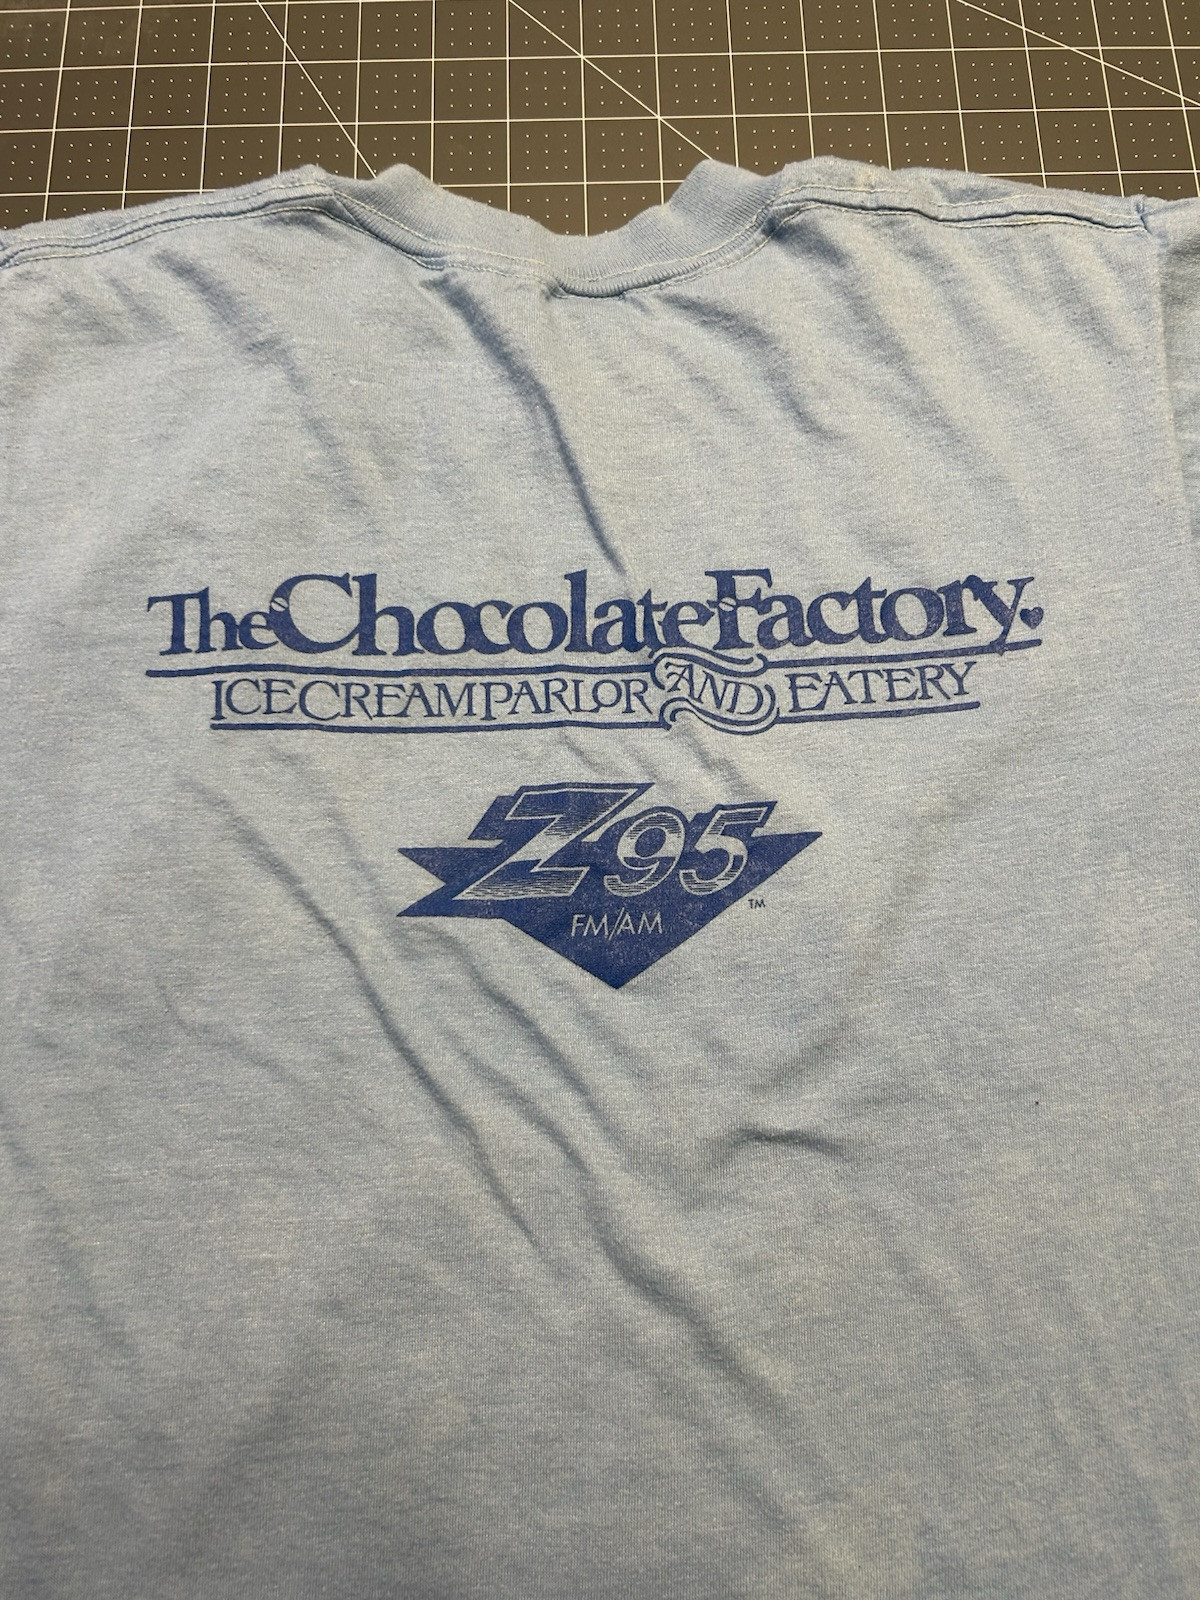 The Chocolate Factory.
ICE CREAM PARLOR AND EATERY
Z95
FM/AM
TM